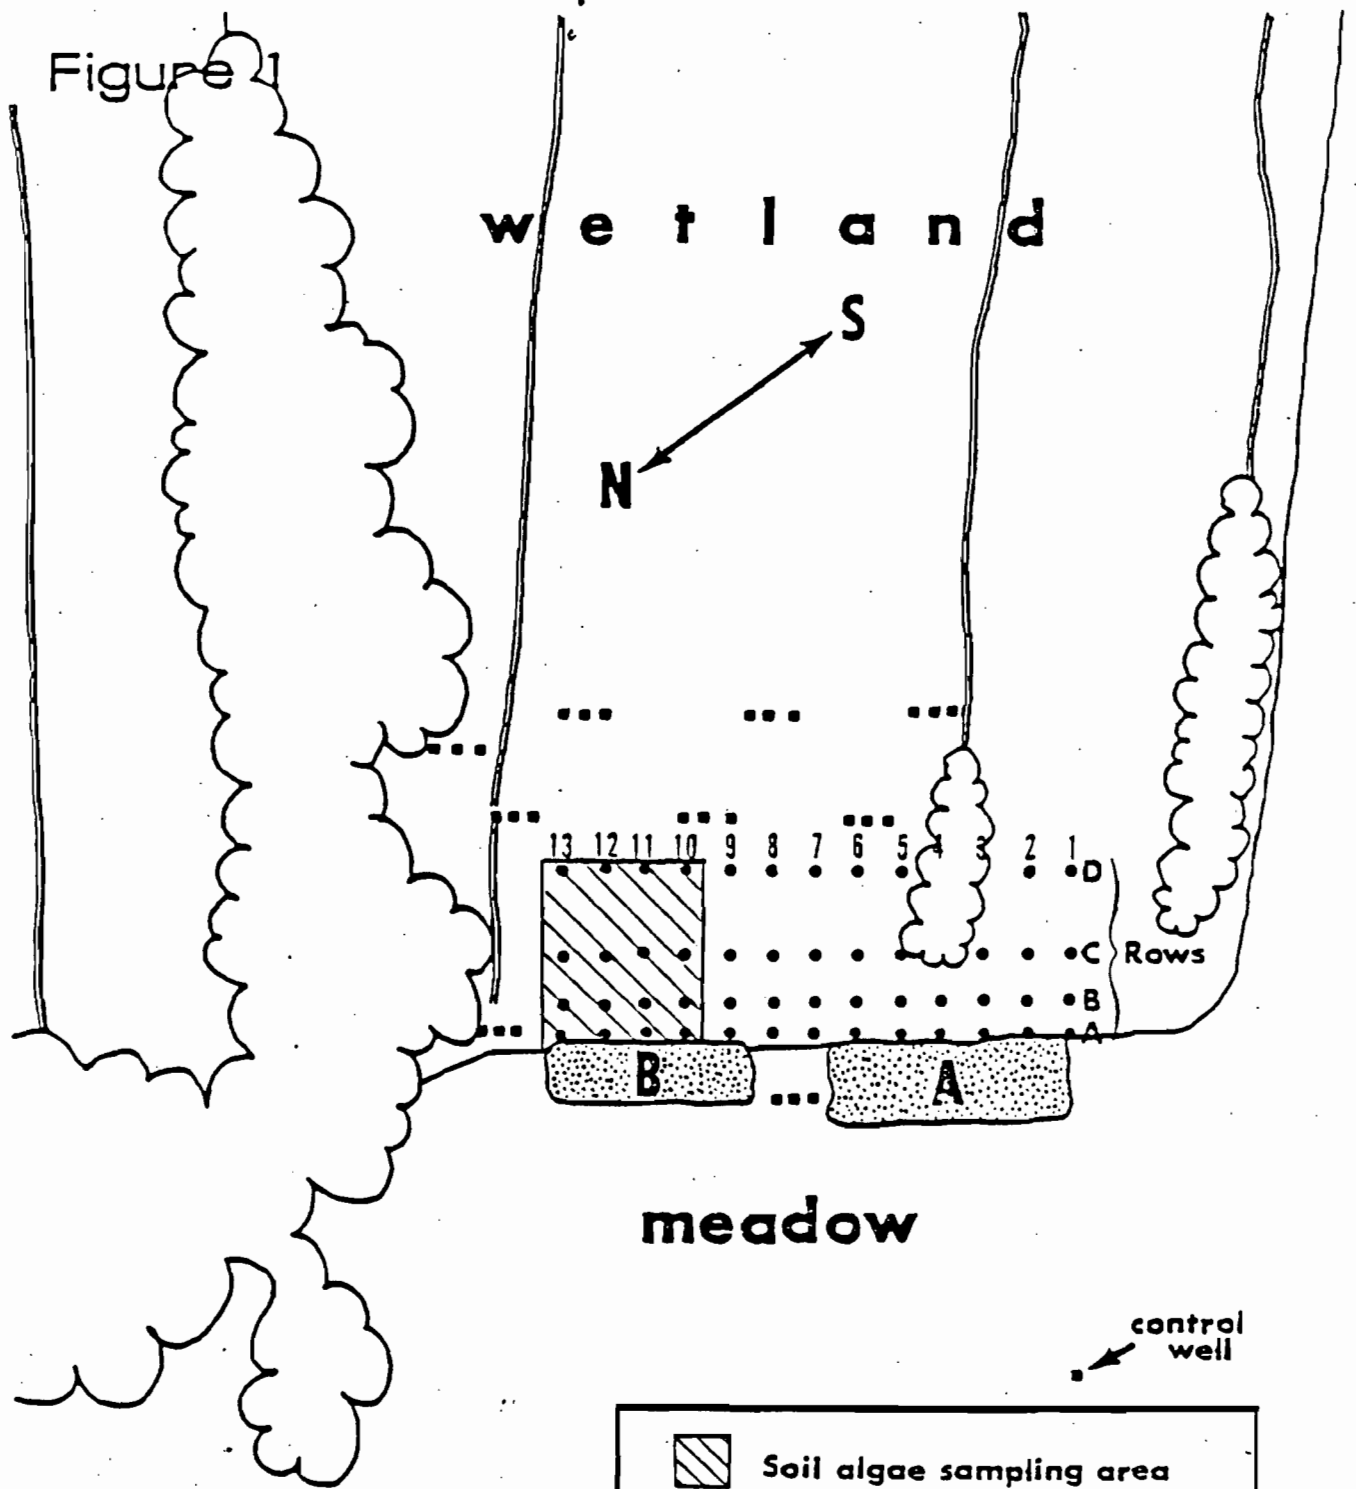 Figure 1
wetland
S
N
13 12 11 10 9 8 7 6 5 4 3 2 1
D
C Rows
B
A
B A
meadow
control
well
Soil algae sampling area